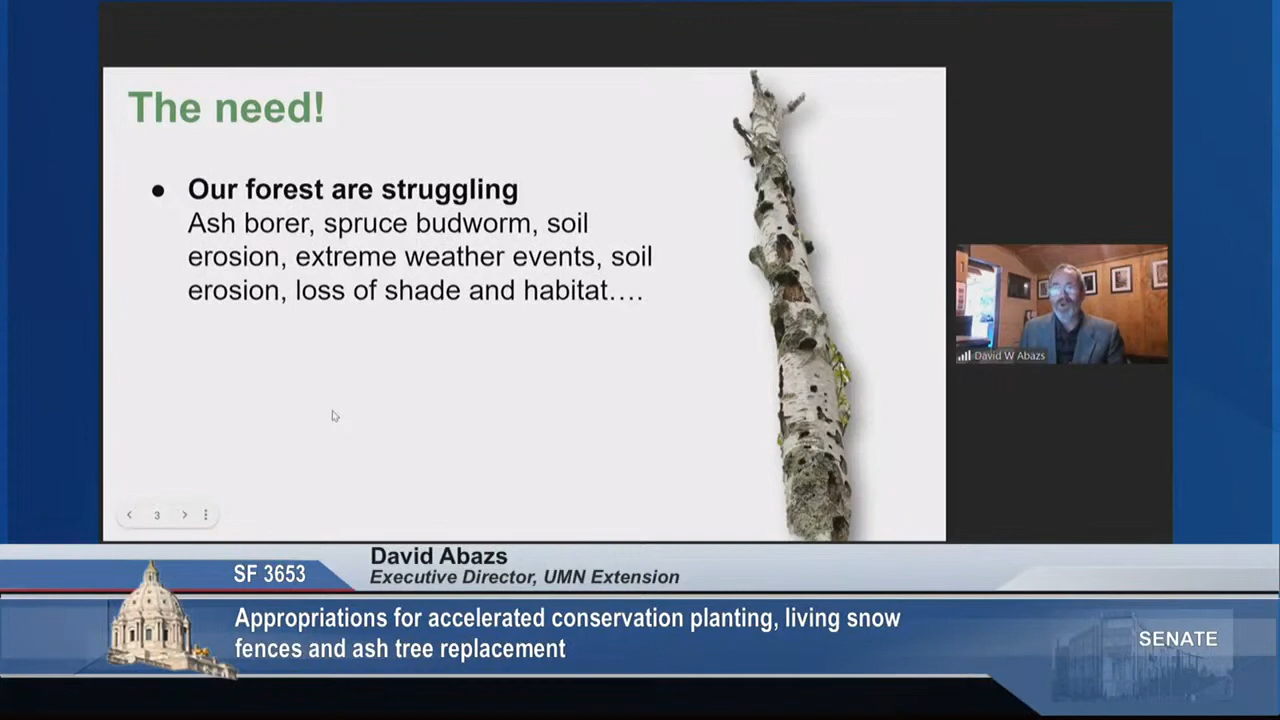 The need!
● Our forest are struggling
Ash borer, spruce budworm, soil
erosion, extreme weather events, soil
erosion, loss of shade and habitat….
3
David W Abazs
David Abazs
Executive Director, UMN Extension
SF 3653
Appropriations for accelerated conservation planting, living snow
fences and ash tree replacement
SENATE